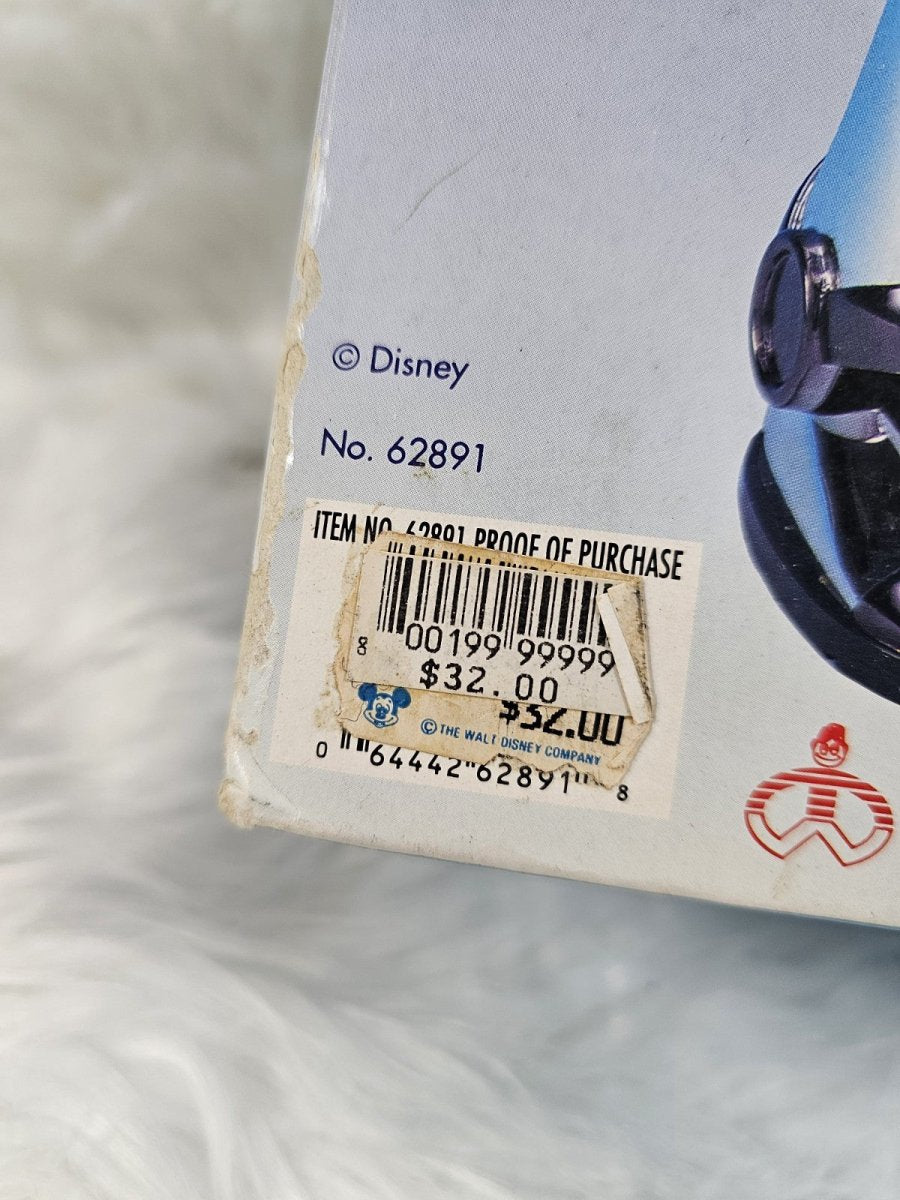 © Disney
No. 62891
ITEM NO. 62891 PROOF OF PURCHASE
8 00199 99999
$32.00
$32.00
© THE WALT DISNEY COMPANY
0 64442 62891 8